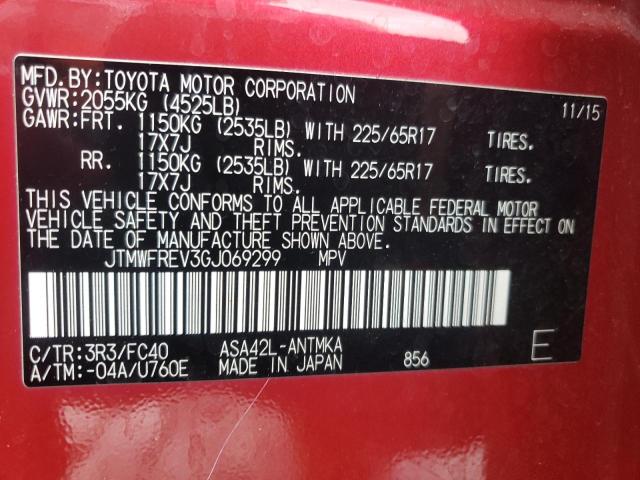 MFD.BY:TOYOTA MOTOR CORPORATION
GVWR:2055KG (4525LB) 11/15
GAWR:FRT. 1150KG (2535LB) WITH 225/65R17 TIRES.
17X7J RIMS.
RR. 1150KG (2535LB) WITH 225/65R17 TIRES.
17X7J RIMS.
THIS VEHICLE CONFORMS TO ALL APPLICABLE FEDERAL MOTOR
VEHICLE SAFETY AND THEFT PREVENTION STANDARDS IN EFFECT ON
THE DATE OF MANUFACTURE SHOWN ABOVE.
JTMWFREV3GJ069299 MPV
C/TR:3R3/FC40 ASA42L-ANTMKA
A/TM:-04A/U760E MADE IN JAPAN 856 E